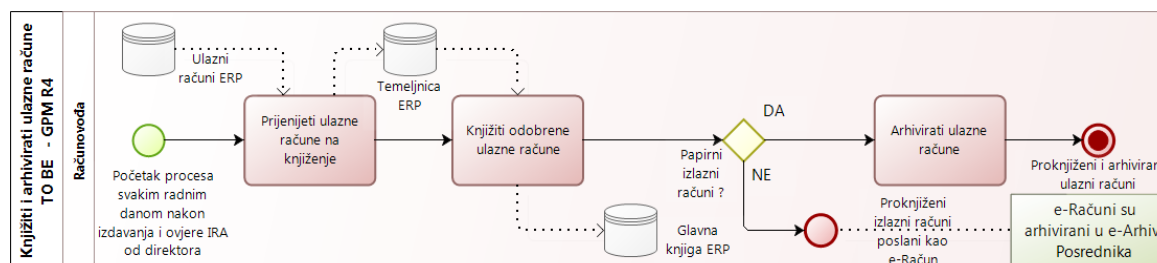 Knjižiti i arhivirati ulazne račune
TO BE - GPM R4
Računovođa
Ulazni
računi ERP
Temeljnica
ERP
Prijenijeti ulazne
račune na
knjiženje
Knjižiti odobrene
ulazne račune
Početak procesa
svakim radnim
danom nakon
izdavanja i ovjere IRA
od direktora
Glavna
knjiga ERP
Papirni
izlazni
računi ?
DA
NE
Arhivirati ulazne
račune
Proknjiženi izlazni računi
poslani kao
e-Račun
Proknjiženi i arhivirani
ulazni računi
e-Računi su
arhivirani u e-Arhiv
Posrednika